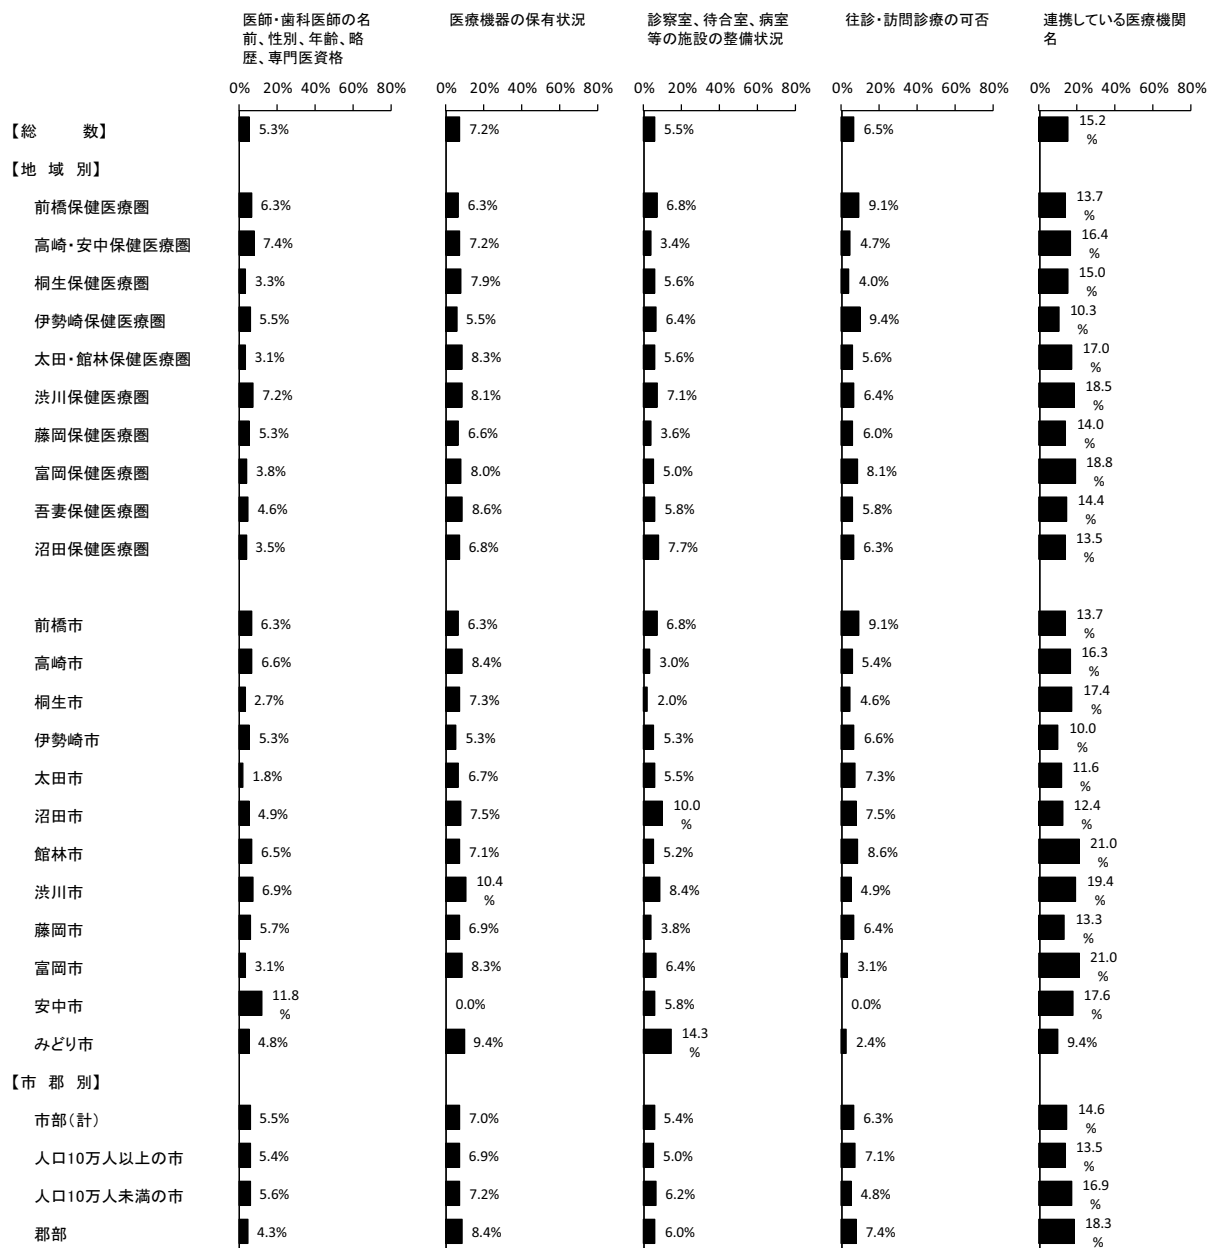 医師・歯科医師の名
前、性別、年齢、略
歴、専門医資格
医療機器の保有状況
診察室、待合室、病室
等の施設の整備状況
往診・訪問診療の可否
連携している医療機関
名
0% 20% 40% 60% 80% 0% 20% 40% 60% 80% 0% 20% 40% 60% 80% 0% 20% 40% 60% 80% 0% 20% 40% 60% 80%
【総　　数】 5.3% 7.2% 5.5% 6.5% 15.2%
【地 域 別】
前橋保健医療圏 6.3% 6.3% 6.8% 9.1% 13.7%
高崎・安中保健医療圏 7.4% 7.2% 3.4% 4.7% 16.4%
桐生保健医療圏 3.3% 7.9% 5.6% 4.0% 15.0%
伊勢崎保健医療圏 5.5% 5.5% 6.4% 9.4% 10.3%
太田・館林保健医療圏 3.1% 8.3% 5.6% 5.6% 17.0%
渋川保健医療圏 7.2% 8.1% 7.1% 6.4% 18.5%
藤岡保健医療圏 5.3% 6.6% 3.6% 6.0% 14.0%
富岡保健医療圏 3.8% 8.0% 5.0% 8.1% 18.8%
吾妻保健医療圏 4.6% 8.6% 5.8% 5.8% 14.4%
沼田保健医療圏 3.5% 6.8% 7.7% 6.3% 13.5%
前橋市 6.3% 6.3% 6.8% 9.1% 13.7%
高崎市 6.6% 8.4% 3.0% 5.4% 16.3%
桐生市 2.7% 7.3% 2.0% 4.6% 17.4%
伊勢崎市 5.3% 5.3% 5.3% 6.6% 10.0%
太田市 1.8% 6.7% 5.5% 7.3% 11.6%
沼田市 4.9% 7.5% 10.0% 7.5% 12.4%
館林市 6.5% 7.1% 5.2% 8.6% 21.0%
渋川市 6.9% 10.4% 8.4% 4.9% 19.4%
藤岡市 5.7% 6.9% 3.8% 6.4% 13.3%
富岡市 3.1% 8.3% 6.4% 3.1% 21.0%
安中市 11.8% 0.0% 5.8% 0.0% 17.6%
みどり市 4.8% 9.4% 14.3% 2.4% 9.4%
【市 郡 別】
市部（計） 5.5% 7.0% 5.4% 6.3% 14.6%
人口10万人以上の市 5.4% 6.9% 5.0% 7.1% 13.5%
人口10万人未満の市 5.6% 7.2% 6.2% 4.8% 16.9%
郡部 4.3% 8.4% 6.0% 7.4% 18.3%